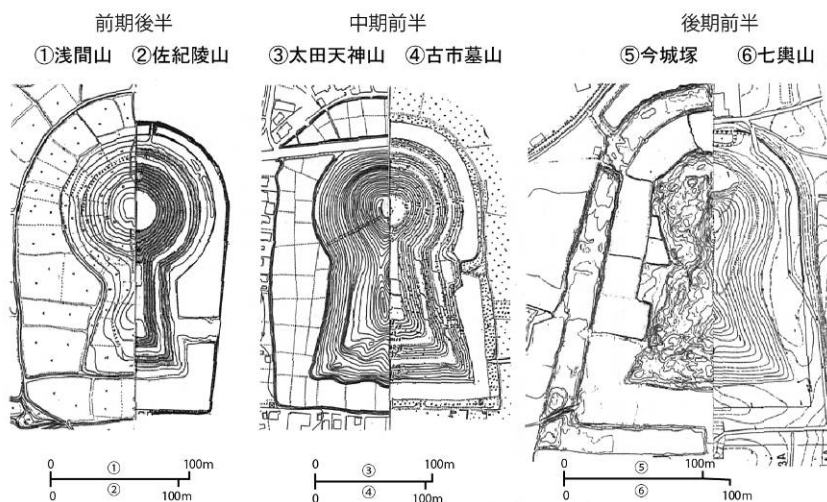 前期後半 中期前半 後期前半
①浅間山 ②佐紀陵山 ③太田天神山 ④古市墓山 ⑤今城塚 ⑥七輿山
0 ① 100m
② 100m
0 ③ 100m
0 ④ 100m
0 ⑤ 100m
⑥ 100m